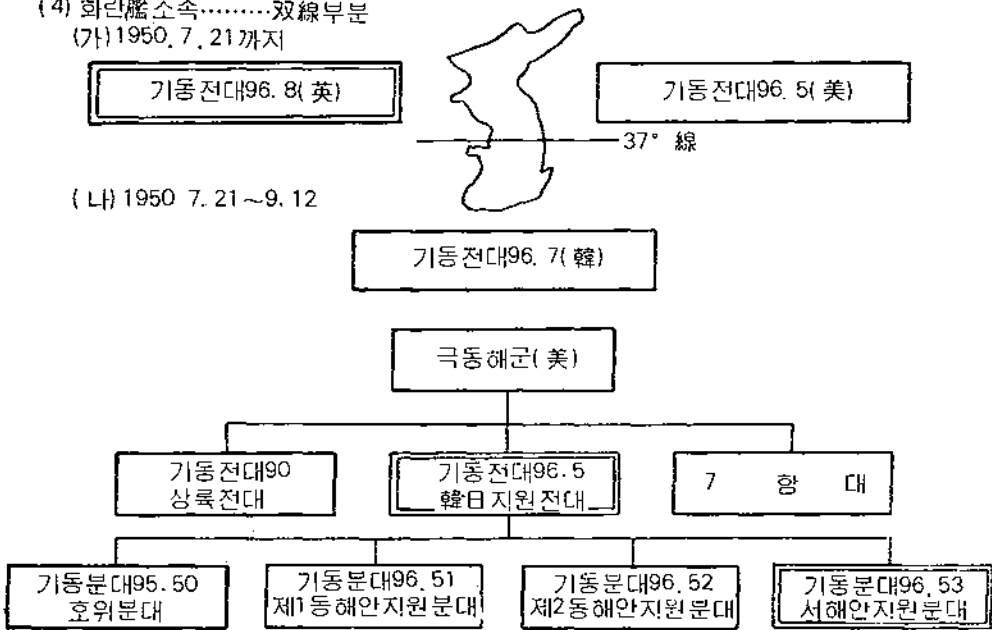 (4) 화란艦소속………双線부분
(가)1950. 7. 21까지
기동전대96. 8(英)
기동전대96. 5(美)
37° 線
(나)1950 7. 21~9. 12
기동전대96. 7(韓)
극동해군(美)
기동전대90
상륙전대
기동전대96.5
韓日지원전대
7 항 대
기동분대95.50
호위분대
기동분대96.51
제1동해안지원분대
기동분대96.52
제2동해안지원분대
기동분대96.53
서해안지원분대